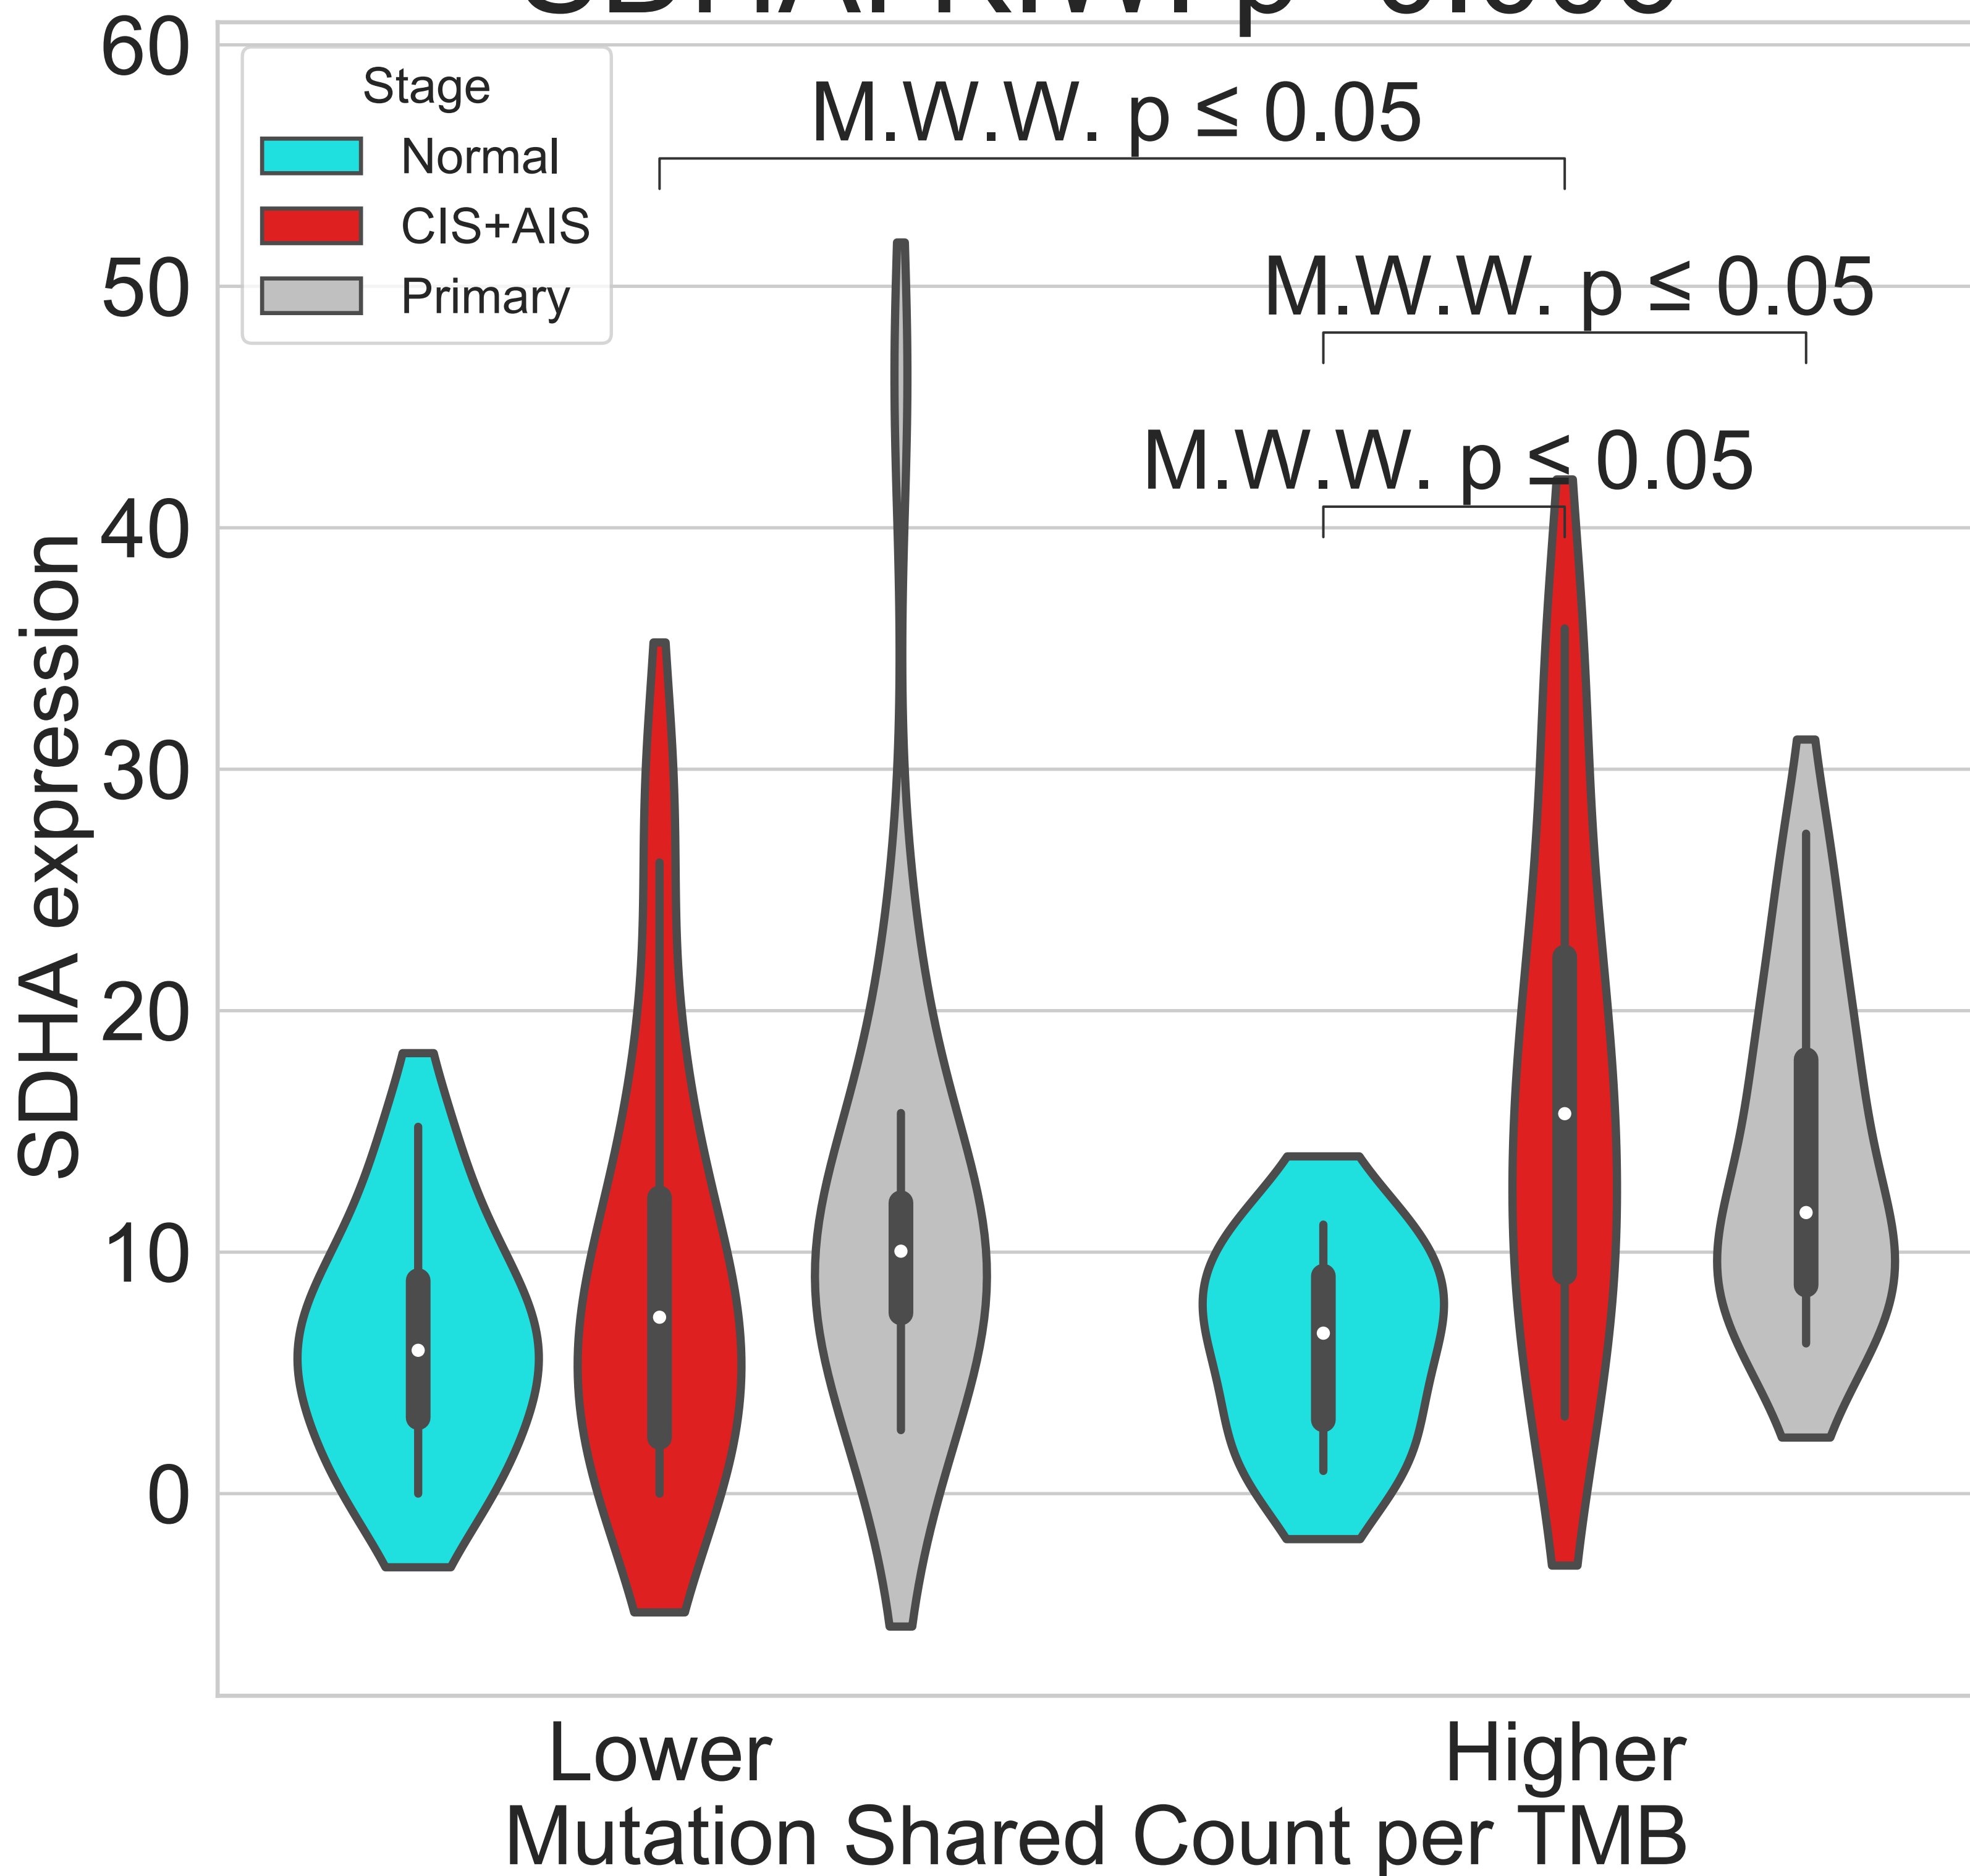 60
Stage
Normal
CIS+AIS
Primary
M.W.W. p ≤ 0.05
M.W.W. p ≤ 0.05
M.W.W. p ≤ 0.05
50
40
30
20
10
0
SDHA expression
Lower
Higher
Mutation Shared Count per TMB